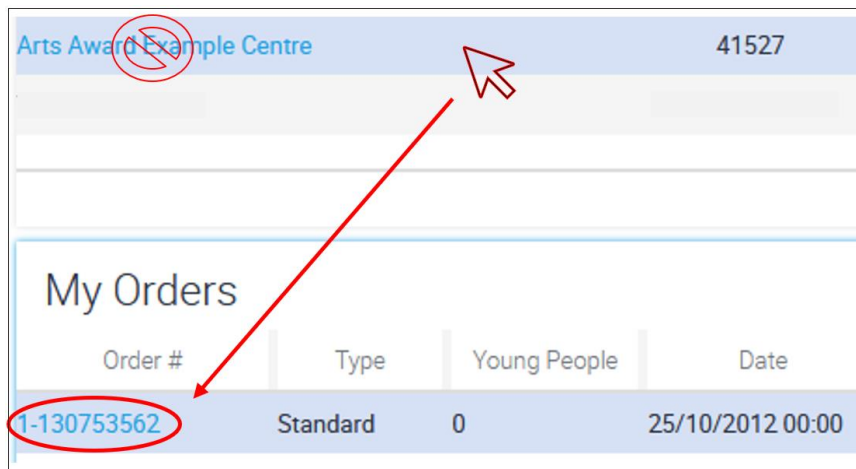 Arts Award Example Centre 41527
My Orders
Order # Type Young People Date
1-130753562 Standard 0 25/10/2012 00:00